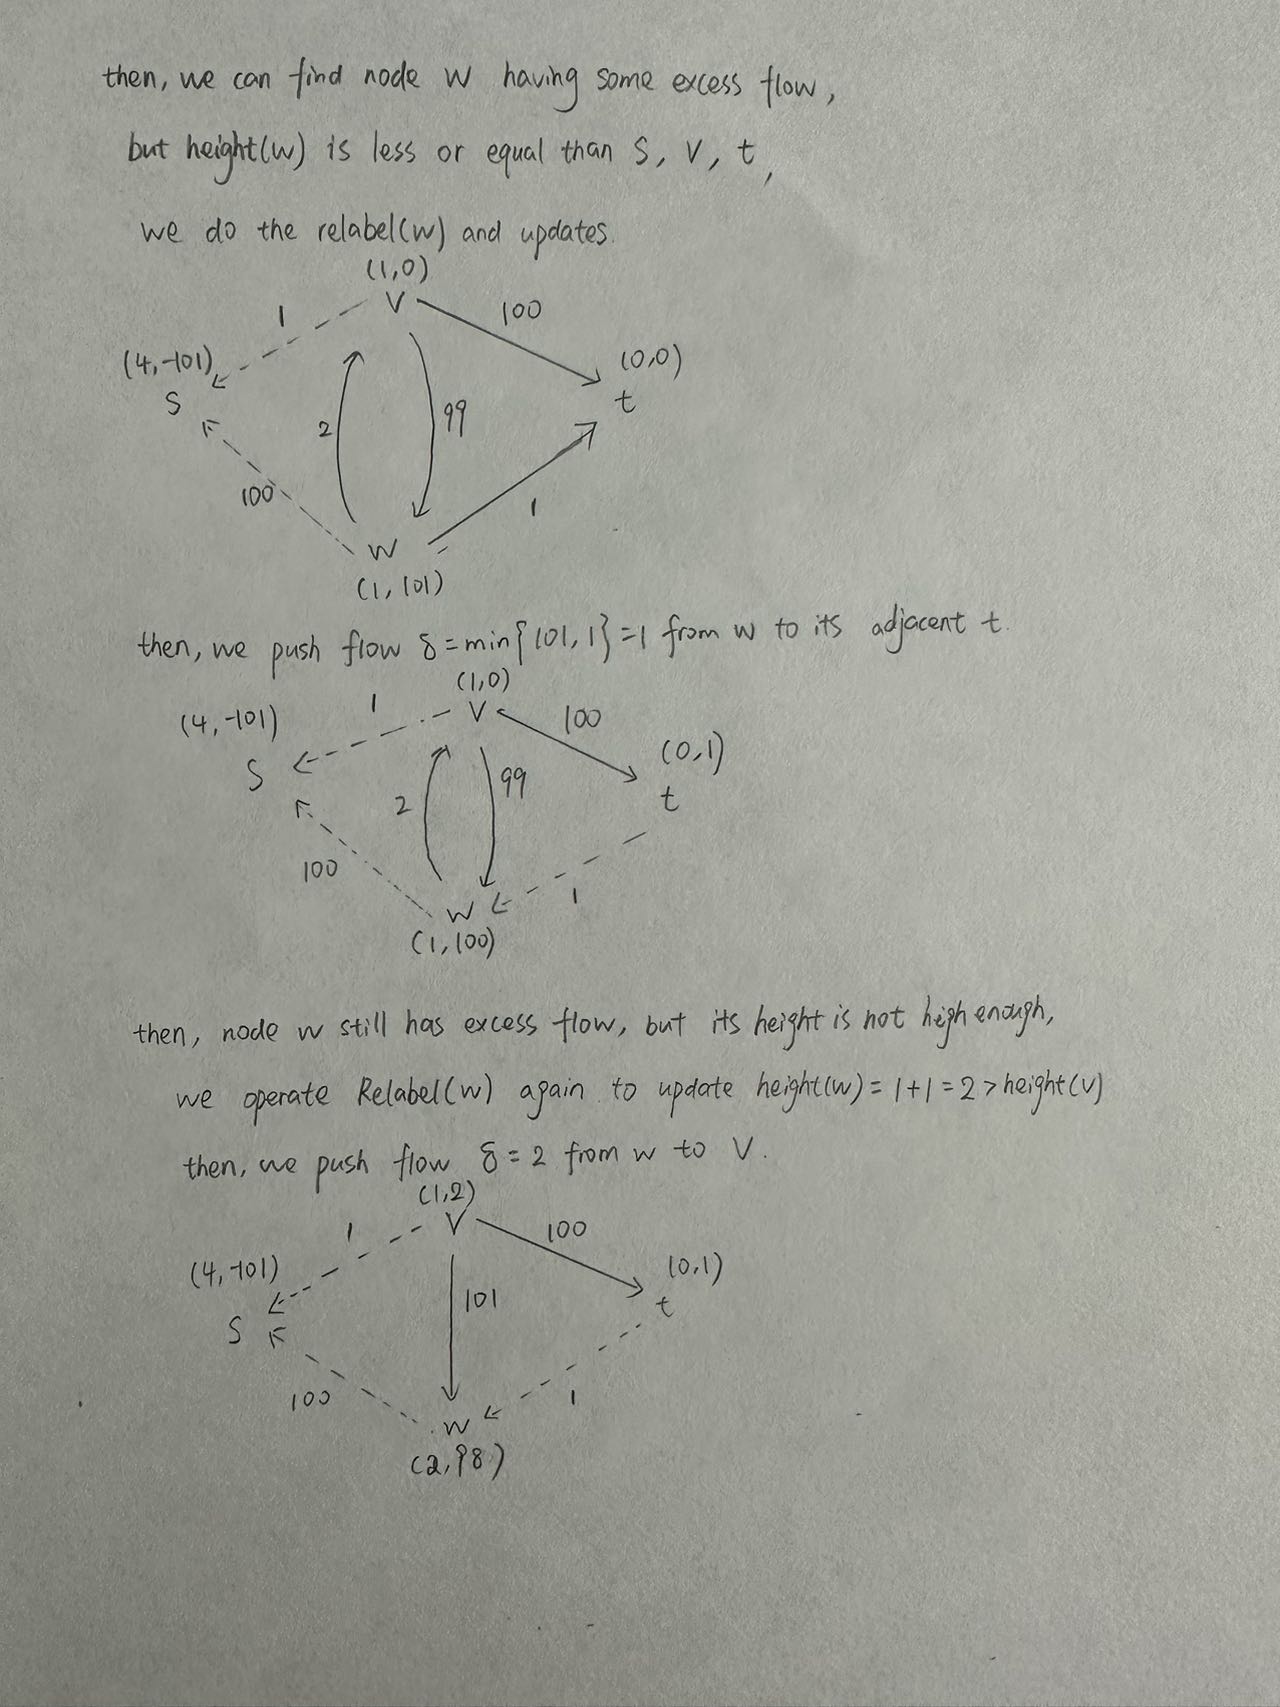 then, we can find node w having some excess flow,
but height(w) is less or equal than S, V, t,
we do the relabel(w) and updates.
(1,0)
V
1
100
(4,-101)
(0,0)
S
t
2
99
100
1
w
(1,101)
then, we push flow δ=min{101,1}=1 from w to its adjacent t.
(1,0)
1
V
100
(4,-101)
(0,1)
S
99
t
2
100
1
w
(1,100)
then, node w still has excess flow, but its height is not high enough,
we operate Relabel(w) again to update height(w)=1+1=2>height(v)
then, we push flow δ=2 from w to V.
(1,2)
1
V
100
(4,-101)
(0,1)
101
t
S
100
1
w
(2,98)